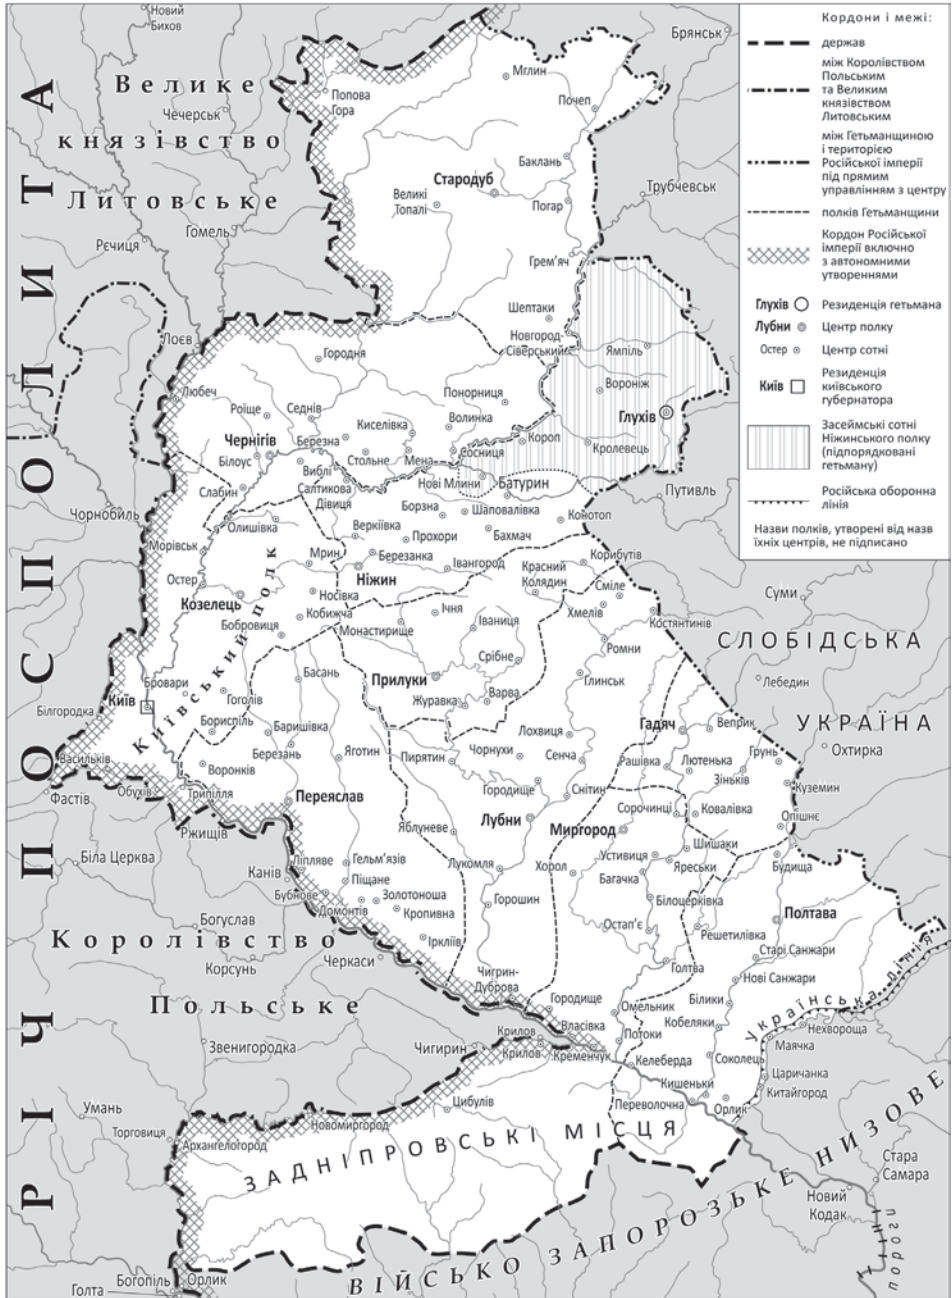 Новий
Бихов
Брянськ
Велике
князівство
Литовське
Чечерськ
Попова
Гора
Мглин
Почеп
Баклань
Стародуб
Великі
Топалі
Погар
Трубчевськ
Гомель
Речиця
Грем’яч
Шептаки
Новгород-
Сіверський
Ямпіль
Вороніж
Глухів
Лоєв
Городня
Любеч
Понорниця
Роїще
Седнів
Киселівка
Волинка
Чернігів
Березна
Короп
Кролевець
Білоус
Стольне
Мена
Сосниця
Виблі
Нові Млини
Батурин
Слабин
Салтикова
Дівиця
Путивль
Борзна
Шаповалівка
Чорнобиль
Олишівка
Веркіївка
Конотоп
Бахмач
Прохори
Морівськ
Мрин
Березанка
Корибутів
Івангород
Красний
Колядин
Остер
Ніжин
Сміле
Суми
Козелець
Носівка
Хмелів
Костянтинів
Кобижча
Ічня
Бобровиця
Монастирище
Іваниця
СЛОБІДСЬКА
УКРАЇНА
Ромни
Срібне
Басань
Глинськ
Лебедин
Прилуки
Бровари
Київ
Гоголів
Журавка
Варва
Київський полк
Білгородка
Бориспіль
Баришівка
Гадяч
Веприк
Лохвиця
Охтирка
Васильків
Березань
Яготин
Пирятин
Чорнухи
Сенча
Грунь
Воронків
Рашівка
Лютенька
Зіньків
Куземин
Фастів
Обухів
Трипілля
Городище
Снітин
Переяслав
Сорочинці
Ковалівка
Опішнє
Ржищів
Яблуневе
Лубни
Миргород
Шишаки
Біла Церква
Ліпляве
Гельм’язів
Лукомля
Хорол
Устивиця
Яреськи
Будища
Канів
Піщане
Багачка
Бубнове
Золотоноша
Білоцерківка
Домонтів
Кропивна
Горошин
Полтава
Богуслав
Остап’є
Решетилівка
Королівство
Польське
Іркліїв
Старі Санжари
Черкаси
Корсунь
Голтва
Чигрин-
Дуброва
Нові Санжари
Городище
Омельник
Білики
Українська лінія
Власівка
Кобеляки
Нехвороща
Крилов
Потоки
Звенигородка
Чигирин
Крилов
Кременчук
Маячка
Келеберда
Соколець
Царичанка
Кишеньки
Китайгород
Умань
Цибулів
Переволочна
Орлик
Новомиргород
Торговиця
Архангелогород
ЗАДНІПРОВСЬКІ МІСЦЯ
Стара
Самара
Новий
Кодак
пороги
ВІЙСЬКО ЗАПОРОЗЬКЕ НИЗОВЕ
Богопіль
Орлик
Голта
РІЧ ПОСПОЛИТА
Кордони і межі:
держав
між Королівством
Польським
та Великим
князівством
Литовським
між Гетьманщиною
і територією
Російської імперії
під прямим
управлінням з центру
полків Гетьманщини
Кордон Російської
імперії включно
з автономними
утвореннями
Глухів Резиденція гетьмана
Лубни Центр полку
Остер Центр сотні
Київ Резиденція
київського
губернатора
Засеймські сотні
Ніжинського полку
(підпорядковані
гетьману)
Російська оборонна
лінія
Назви полків, утворені від назв
їхніх центрів, не підписано